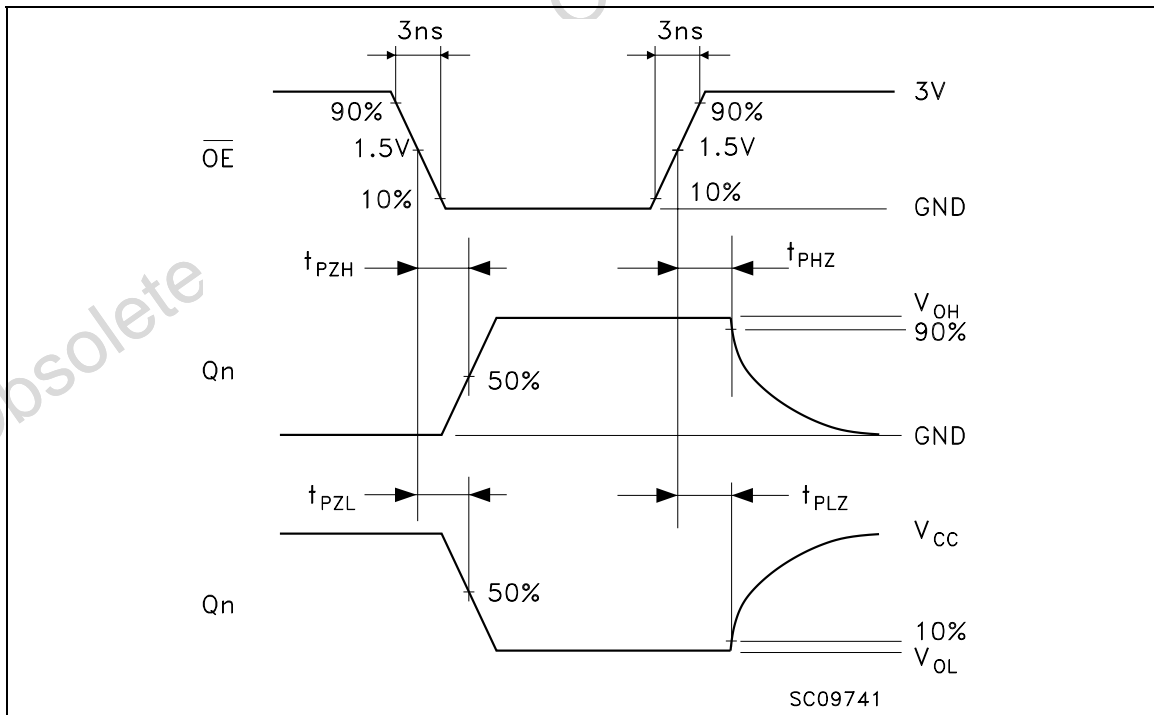 3ns 3ns
3V
90% 90%
1.5V 1.5V
OE
10% 10%
GND
tPZH tPHZ
VOH
90%
Qn
50%
GND
tPZL tPLZ
VCC
50%
Qn
10%
VOL
SC09741
obsolete